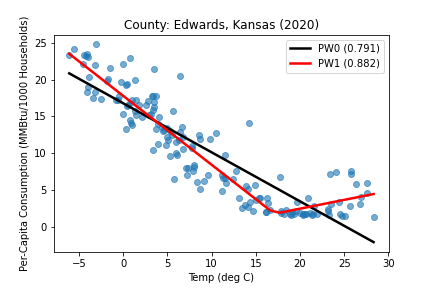 County: Edwards, Kansas (2020)
PW0 (0.791)
PW1 (0.882)
Per-Capita Consumption (MMBtu/1000 Households)
25
20
15
10
5
0
−5 0 5 10 15 20 25 30
Temp (deg C)